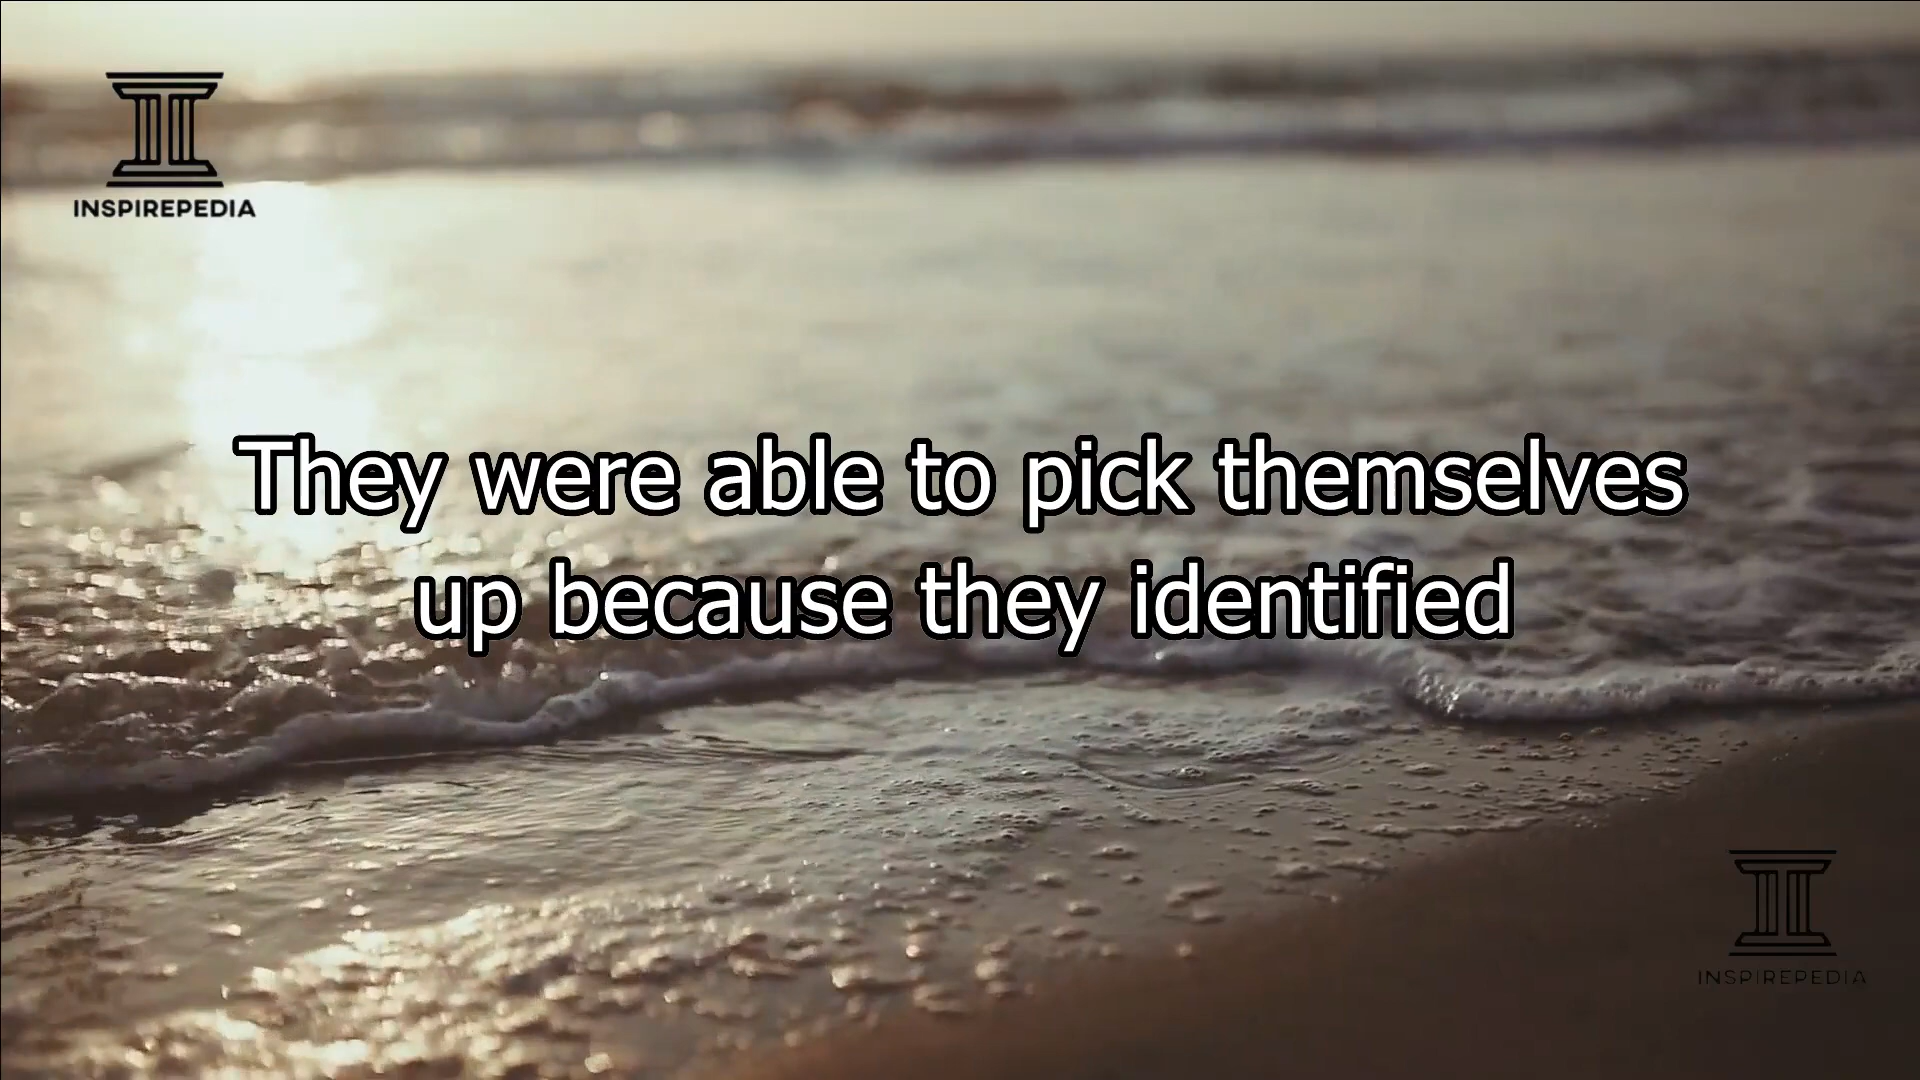 INSPIREPEDIA
They were able to pick themselves
up because they identified
INSPIREPEDIA